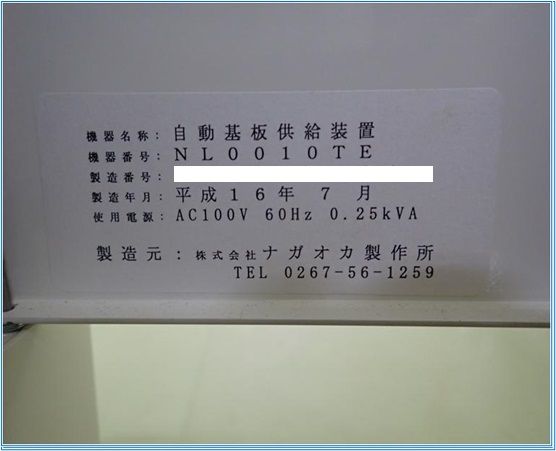 機器名称: 自動基板供給装置
機器番号: ＮＬ００１０ＴＥ
製造番号:
製造年月: 平成１６年 ７ 月
使用電源: AC100V 60Hz 0.25kVA
製造元: 株式会社ナガオカ製作所
TEL 0267-56-1259